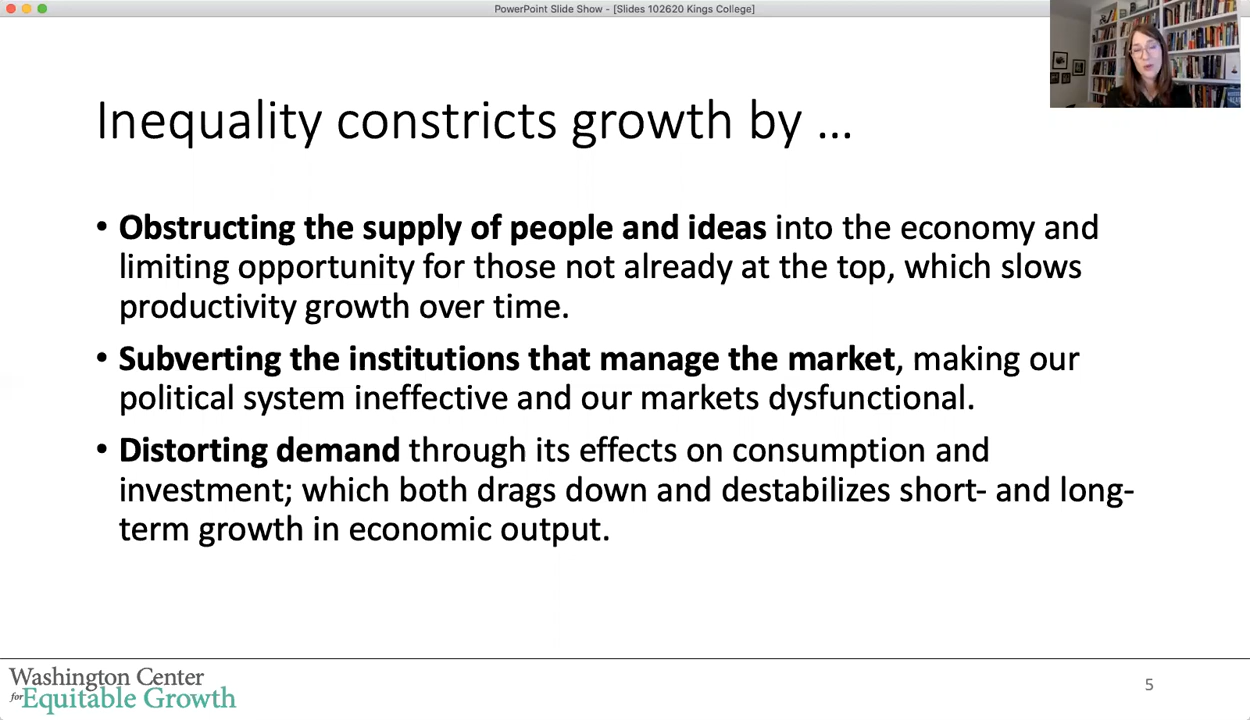 PowerPoint Slide Show - [Slides 102620 Kings College]
Inequality constricts growth by ...
• Obstructing the supply of people and ideas into the economy and
limiting opportunity for those not already at the top, which slows
productivity growth over time.
• Subverting the institutions that manage the market, making our
political system ineffective and our markets dysfunctional.
• Distorting demand through its effects on consumption and
investment; which both drags down and destabilizes short- and long-
term growth in economic output.
Washington Center
for Equitable Growth
5